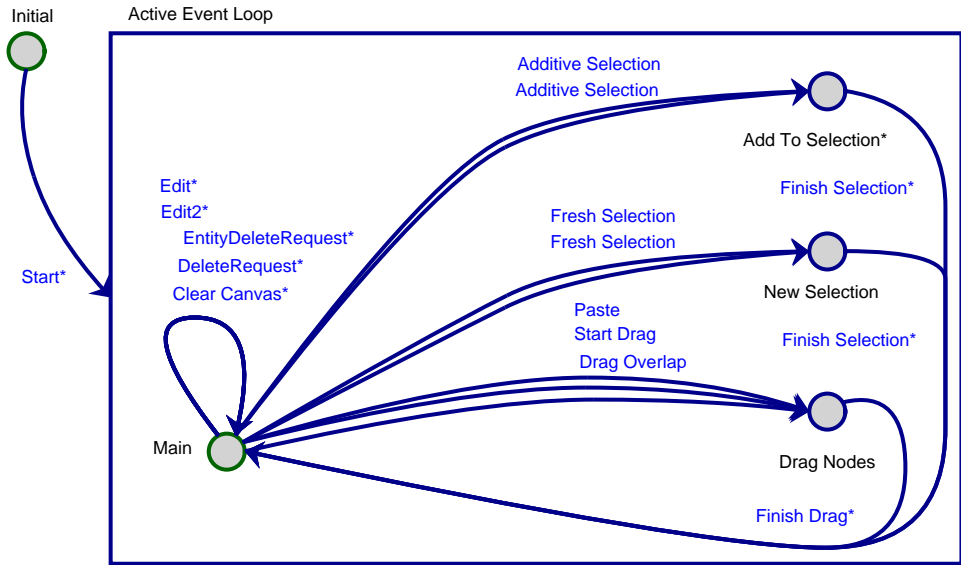 Initial
Active Event Loop
Additive Selection
Additive Selection
Add To Selection*
Finish Selection*
Edit*
Edit2*
EntityDeleteRequest*
DeleteRequest*
Clear Canvas*
Start*
Fresh Selection
Fresh Selection
New Selection
Paste
Start Drag
Drag Overlap
Finish Selection*
Main
Drag Nodes
Finish Drag*